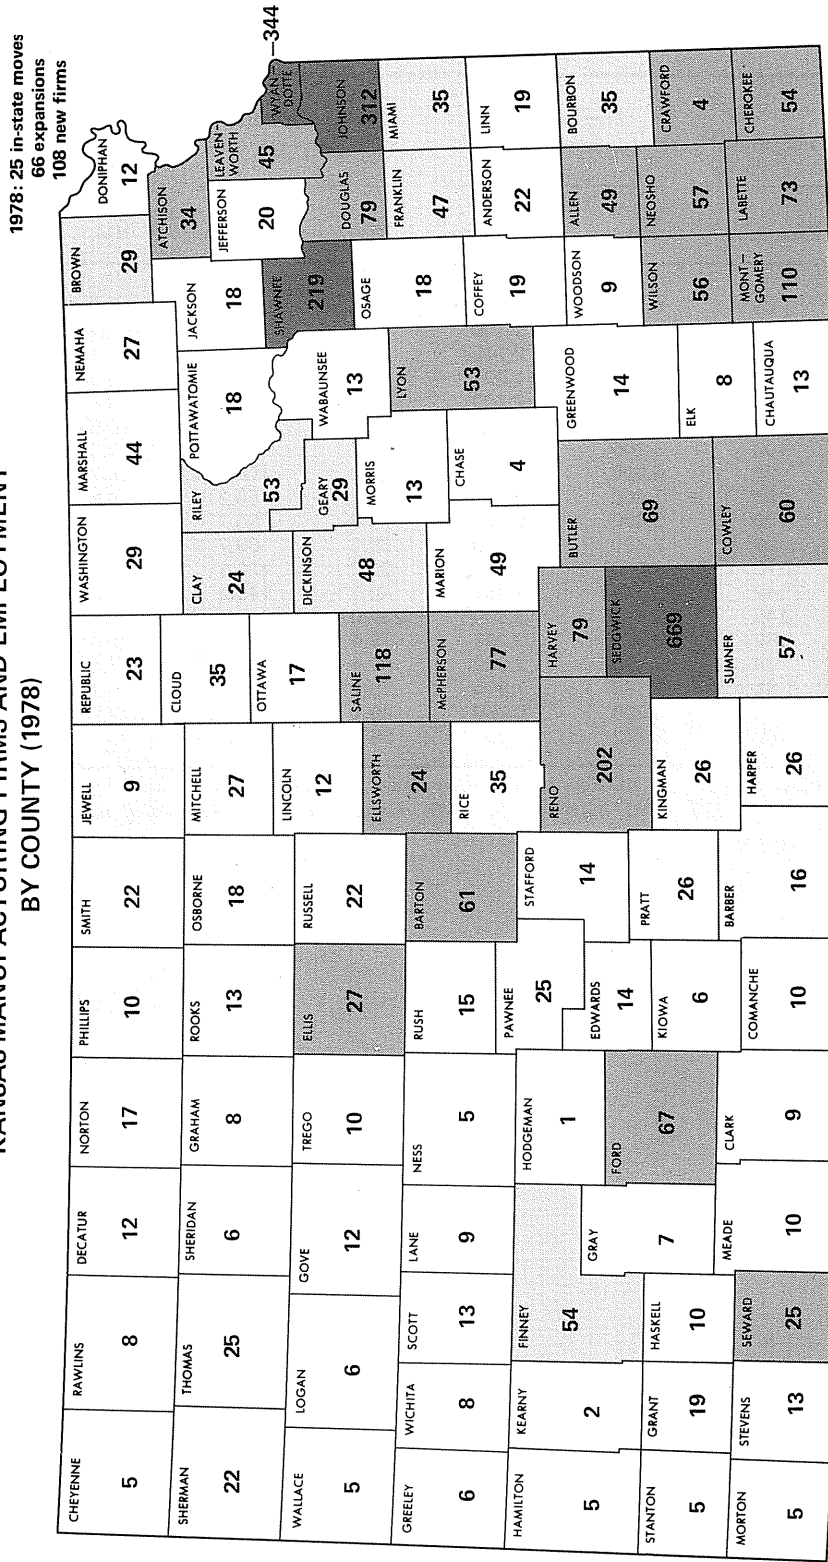 KANSAS MANUFACTURING FIRMS AND EMPLOYMENT
BY COUNTY (1978)
1978: 25 in-state moves
66 expansions
108 new firms
CHEYENNE
5
RAWLINS
8
DECATUR
12
NORTON
17
PHILLIPS
10
SMITH
22
JEWELL
9
REPUBLIC
23
WASHINGTON
29
MARSHALL
44
NEMAHA
27
BROWN
29
DONIPHAN
12
SHERMAN
22
THOMAS
25
SHERIDAN
6
GRAHAM
8
ROOKS
13
OSBORNE
18
MITCHELL
27
CLOUD
35
CLAY
24
RILEY
53
POTTAWATOMIE
18
JACKSON
18
ATCHISON
34
JEFFERSON
20
LEAVEN-
WORTH
45
WYAN-
DOTTE
344
WALLACE
5
LOGAN
6
GOVE
12
TREGO
10
ELLIS
27
RUSSELL
22
LINCOLN
12
OTTAWA
17
DICKINSON
48
GEARY
29
WABAUNSEE
13
SHAWNEE
219
DOUGLAS
79
JOHNSON
312
GREELEY
6
WICHITA
8
SCOTT
13
LANE
9
NESS
5
RUSH
15
BARTON
61
ELLSWORTH
24
SALINE
118
MORRIS
13
LYON
53
OSAGE
18
FRANKLIN
47
MIAMI
35
RICE
35
McPHERSON
77
MARION
49
CHASE
4
COFFEY
19
ANDERSON
22
LINN
19
HAMILTON
5
KEARNY
2
FINNEY
54
HODGEMAN
1
PAWNEE
25
STAFFORD
14
RENO
202
HARVEY
79
BUTLER
69
GREENWOOD
14
WOODSON
9
ALLEN
49
BOURBON
35
GRAY
7
FORD
67
EDWARDS
14
SEDGWICK
669
STANTON
5
GRANT
19
HASKELL
10
KIOWA
6
PRATT
26
KINGMAN
26
ELK
8
WILSON
56
NEOSHO
57
CRAWFORD
4
MORTON
5
STEVENS
13
SEWARD
25
MEADE
10
CLARK
9
COMANCHE
10
BARBER
16
HARPER
26
SUMNER
57
COWLEY
60
CHAUTAUQUA
13
MONT-
GOMERY
110
LABETTE
73
CHEROKEE
54